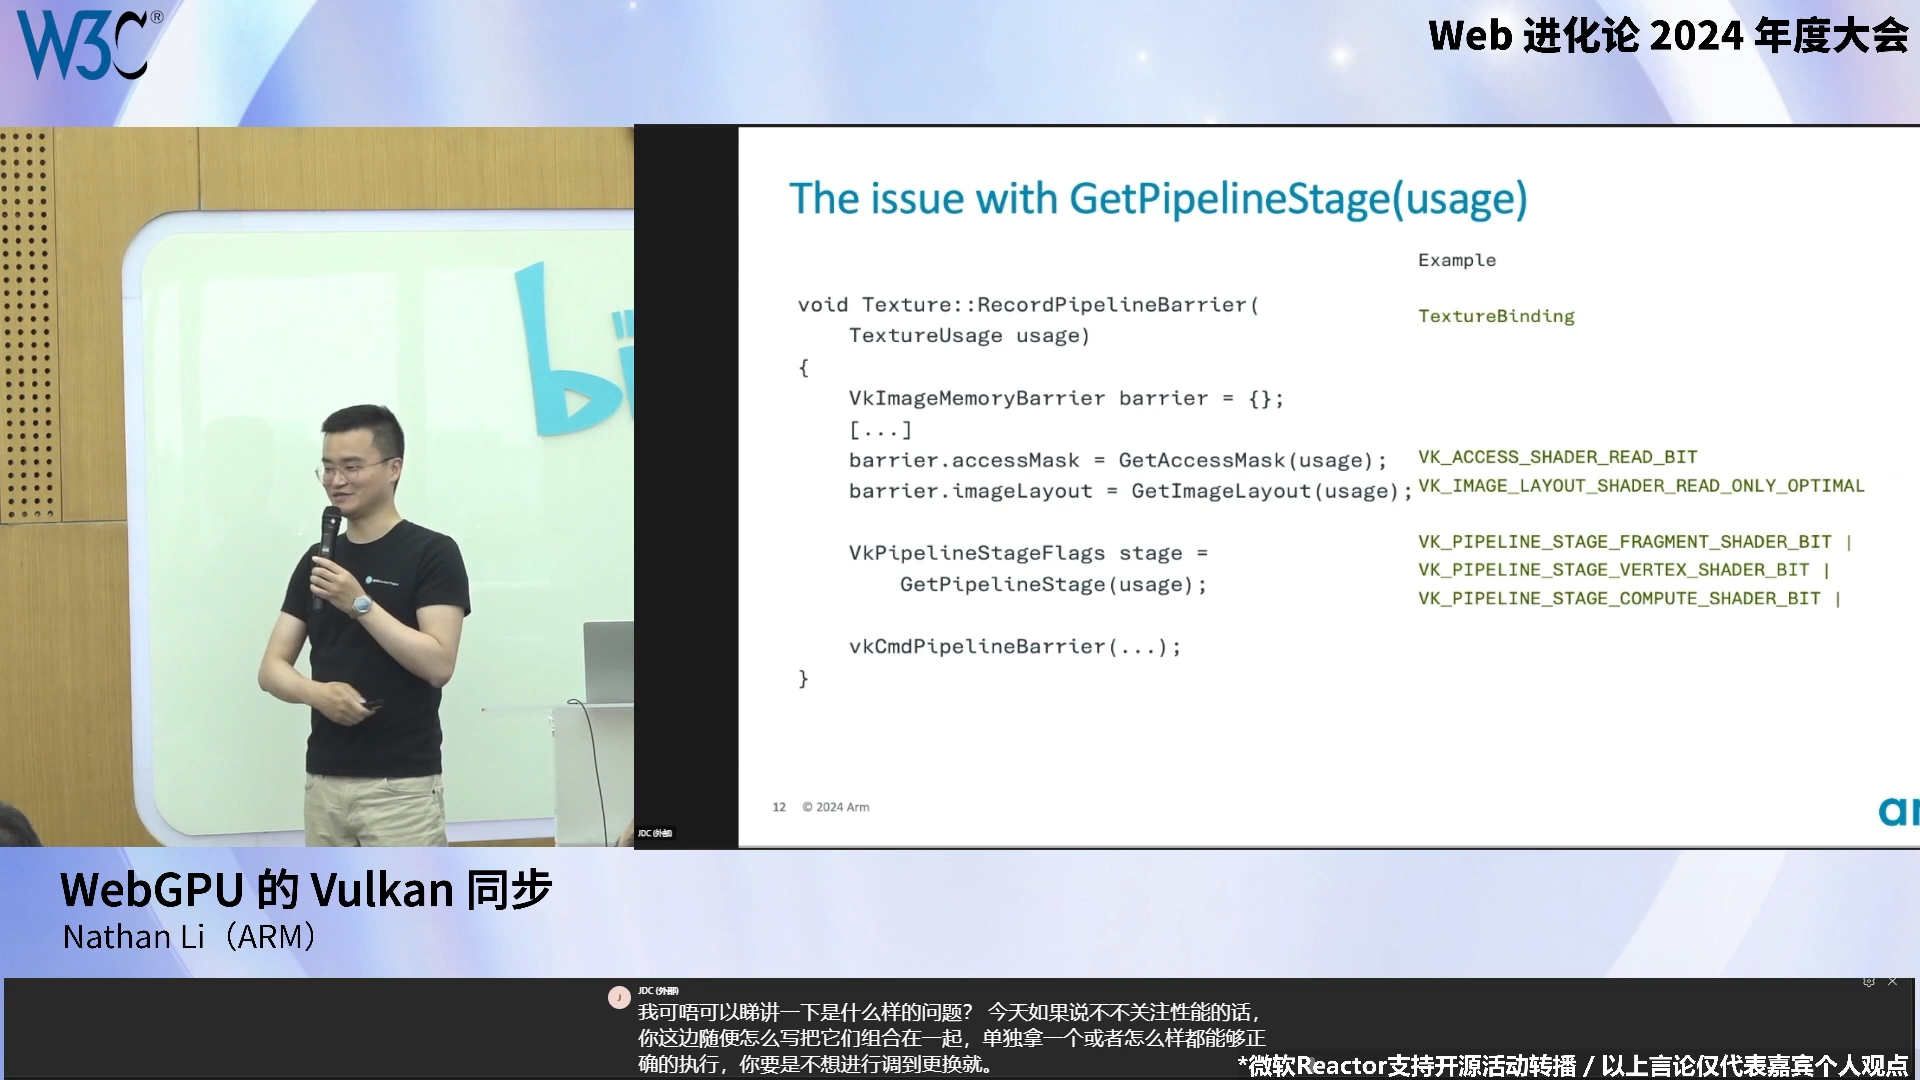 W3C®
Web 进化论 2024 年度大会
The issue with GetPipelineStage(usage)
Example
void Texture::RecordPipelineBarrier(
TextureUsage usage)
TextureBinding
{
VkImageMemoryBarrier barrier = {};
[...]
barrier.accessMask = GetAccessMask(usage);
VK_ACCESS_SHADER_READ_BIT
barrier.imageLayout = GetImageLayout(usage);
VK_IMAGE_LAYOUT_SHADER_READ_ONLY_OPTIMAL
VkPipelineStageFlags stage =
GetPipelineStage(usage);
VK_PIPELINE_STAGE_FRAGMENT_SHADER_BIT |
VK_PIPELINE_STAGE_VERTEX_SHADER_BIT |
VK_PIPELINE_STAGE_COMPUTE_SHADER_BIT |
vkCmdPipelineBarrier(...);
}
12 © 2024 Arm
JDC (外部)
WebGPU 的 Vulkan 同步
Nathan Li（ARM）
J
JDC (外部)
我可唔可以睇讲一下是什么样的问题？ 今天如果说不不关注性能的话，
你这边随便怎么写把它们组合在一起，单独拿一个或者怎么样都能够正
确的执行，你要是不想进行调到更换就。
*微软Reactor支持开源活动转播 / 以上言论仅代表嘉宾个人观点